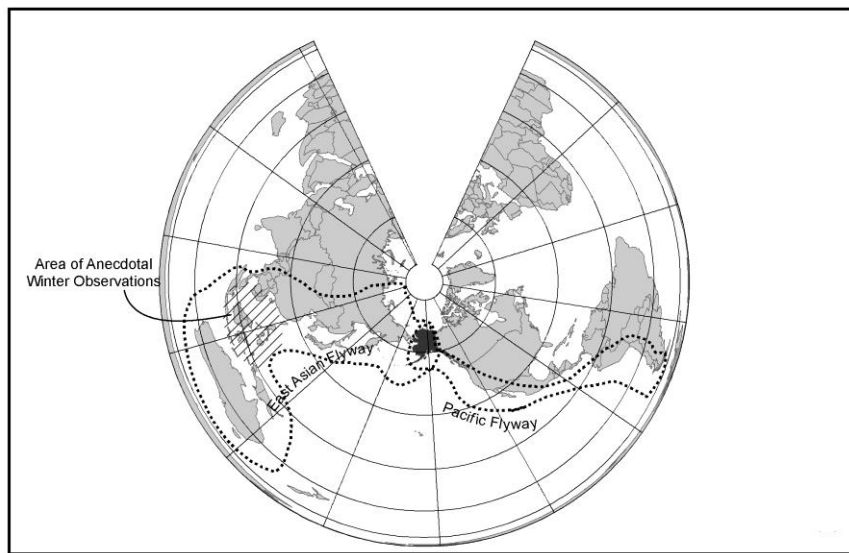 Area of Anecdotal
Winter Observations
East Asian Flyway
Pacific Flyway